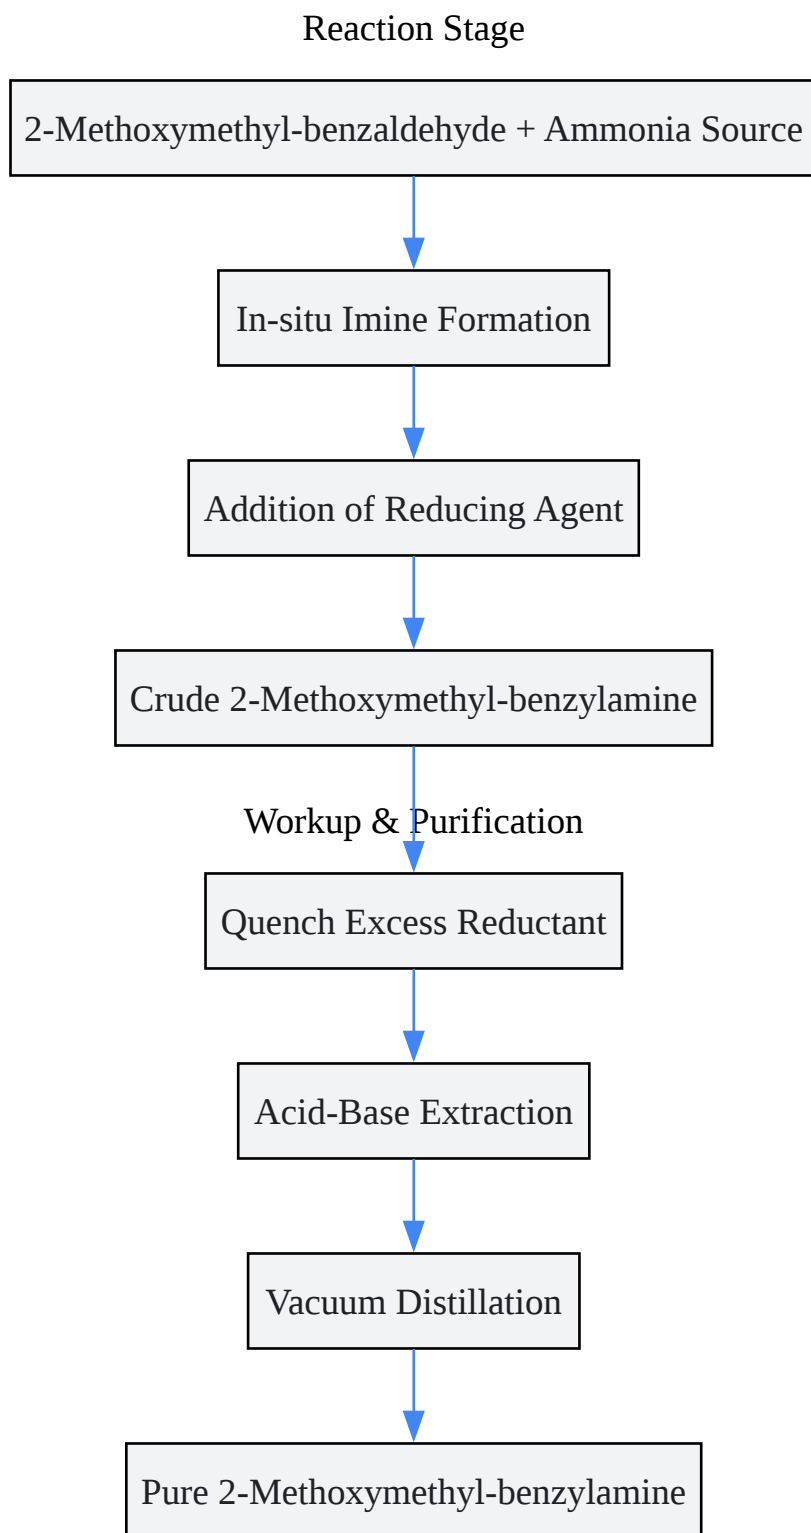 Reaction Stage
2-Methoxymethyl-benzaldehyde + Ammonia Source
In-situ Imine Formation
Addition of Reducing Agent
Crude 2-Methoxymethyl-benzylamine
Workup & Purification
Quench Excess Reductant
Acid-Base Extraction
Vacuum Distillation
Pure 2-Methoxymethyl-benzylamine